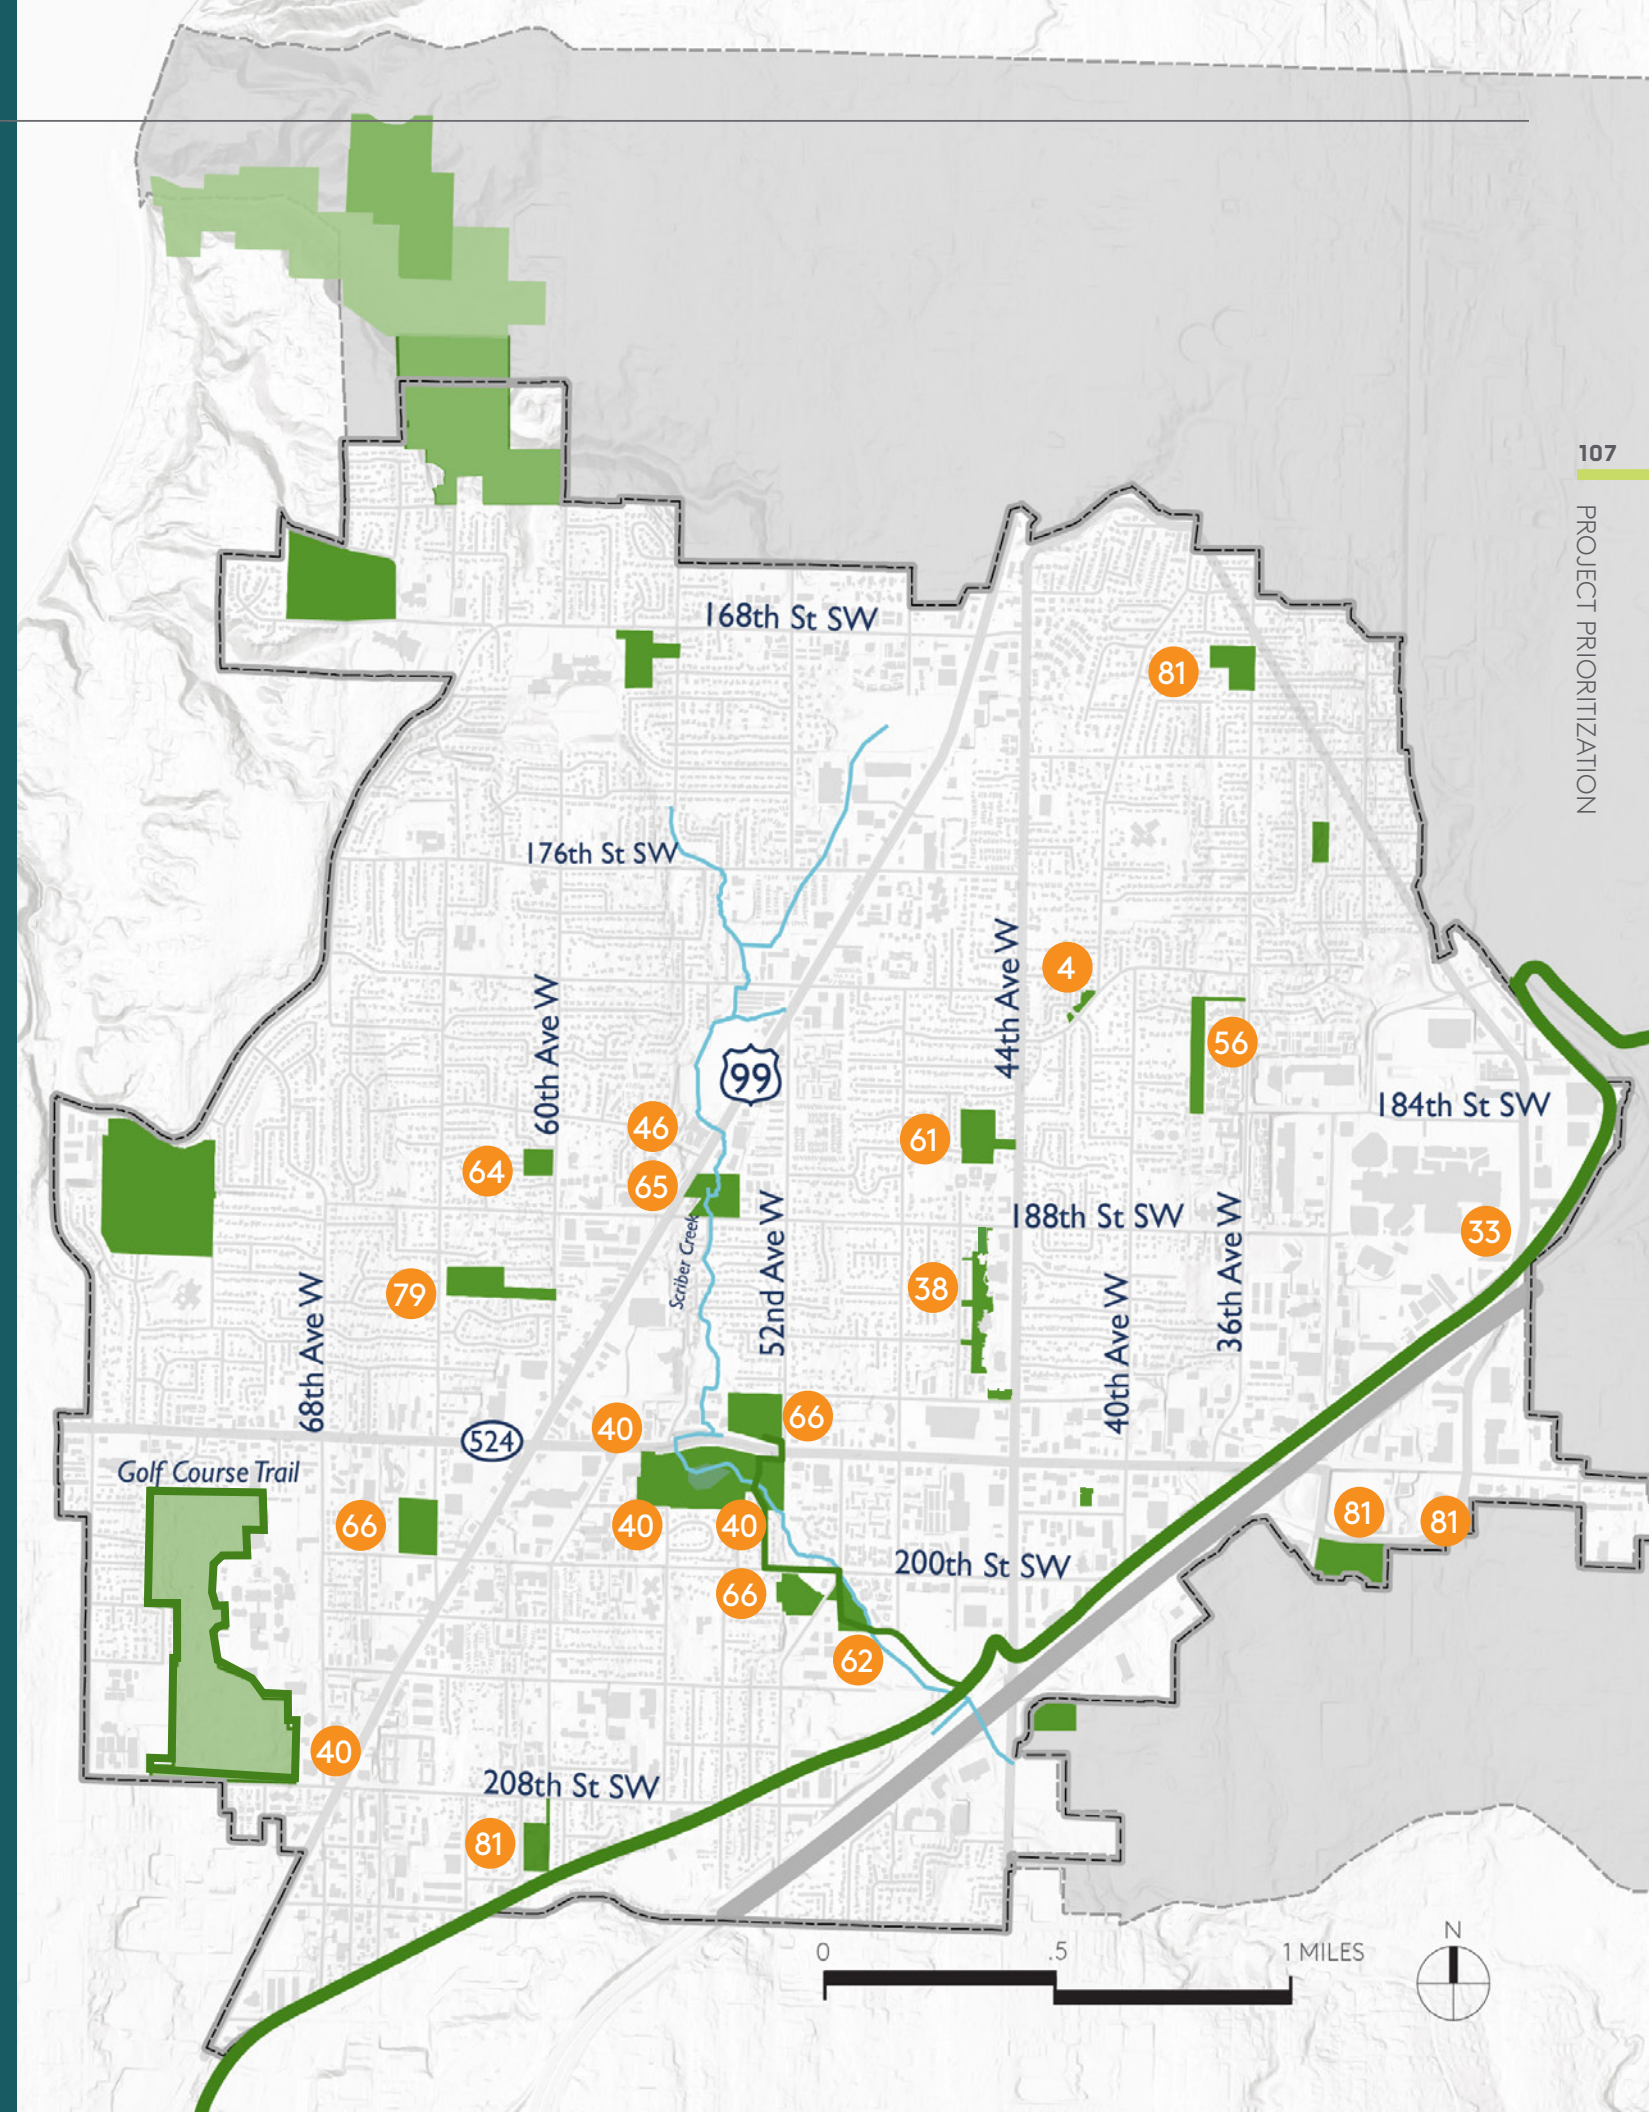 107
PROJECT PRIORITIZATION
168th St SW
81
176th St SW
44th Ave W
4
60th Ave W
56
99
184th St SW
46
61
64
65
52nd Ave W
188th St SW
36th Ave W
33
Scriber Creek
68th Ave W
79
38
40th Ave W
66
40
524
Golf Course Trail
66
40
40
81
81
200th St SW
66
62
40
208th St SW
81
N
0
.5
1 MILES